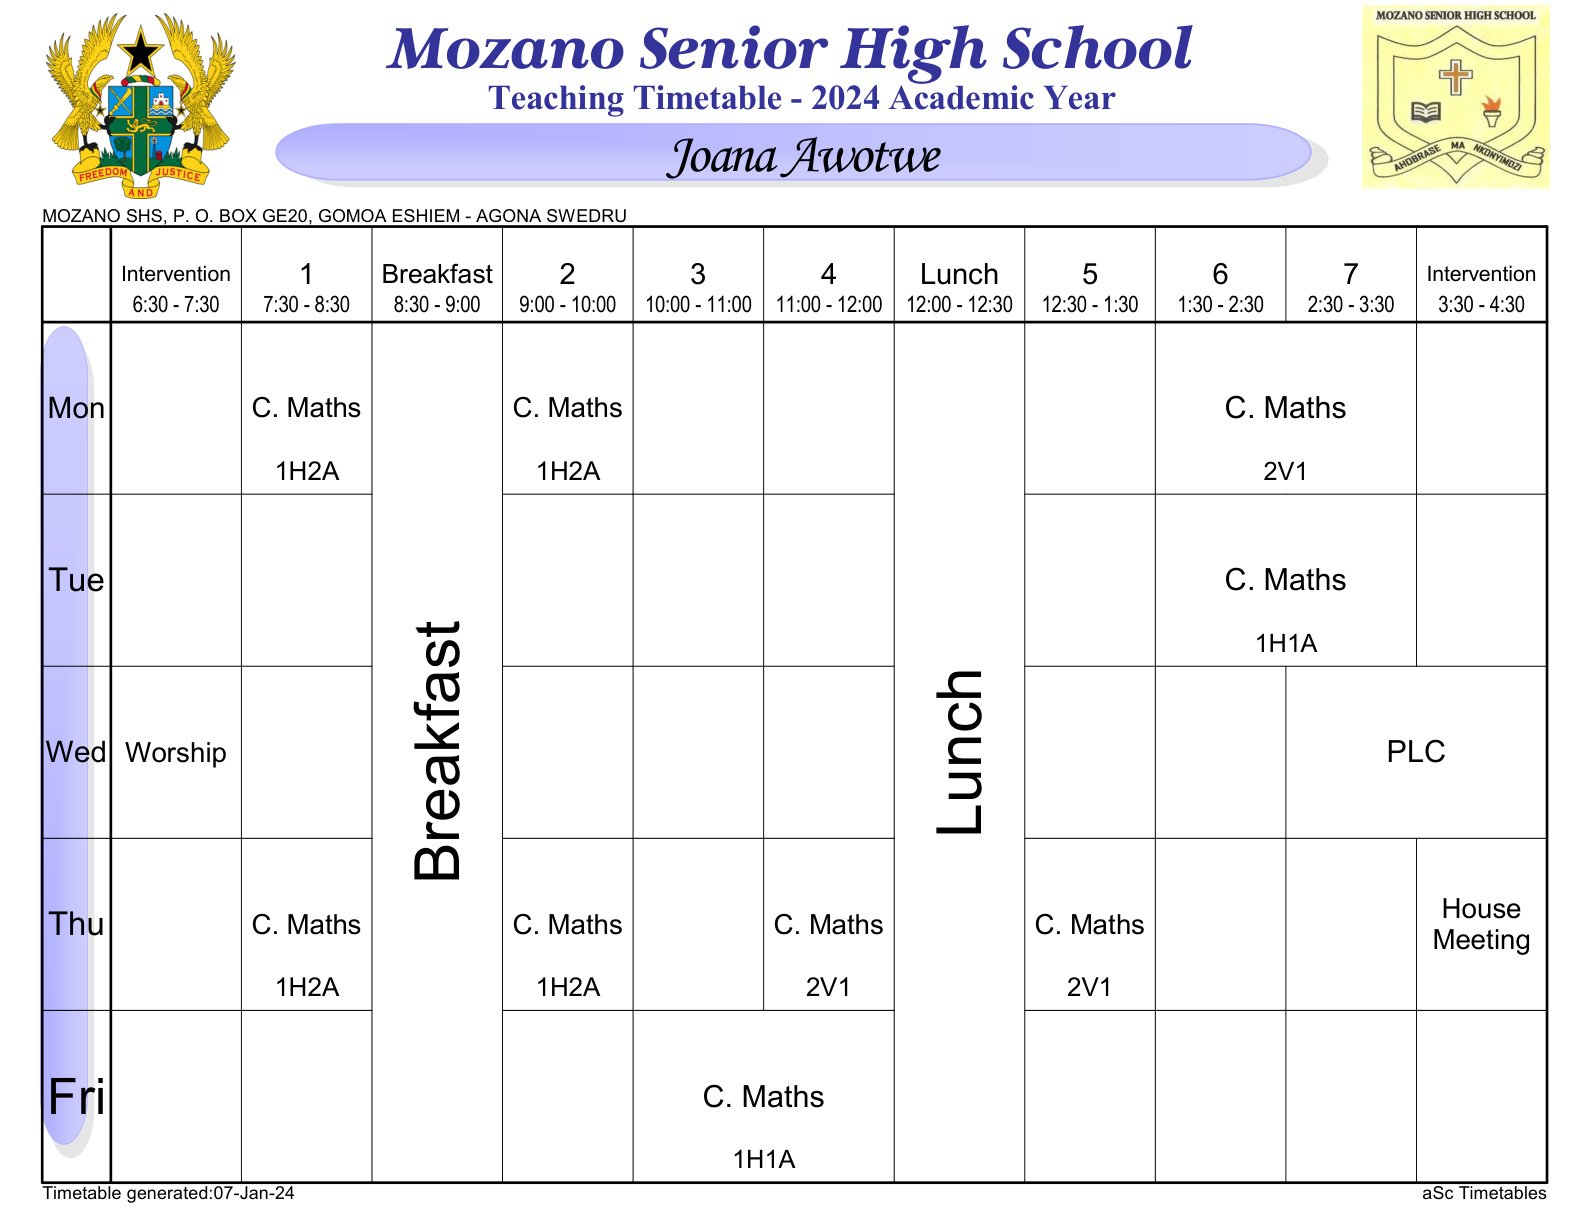 Mozano Senior High School
Teaching Timetable - 2024 Academic Year
Joana Awotwe
FREEDOM AND JUSTICE
MOZANO SENIOR HIGH SCHOOL
AHOBRASE MA NKONYIMDZI
MOZANO SHS, P. O. BOX GE20, GOMOA ESHIEM - AGONA SWEDRU
Intervention 1 Breakfast 2 3 4 Lunch 5 6 7 Intervention
6:30 - 7:30 7:30 - 8:30 8:30 - 9:00 9:00 - 10:00 10:00 - 11:00 11:00 - 12:00 12:00 - 12:30 12:30 - 1:30 1:30 - 2:30 2:30 - 3:30 3:30 - 4:30
Mon C. Maths C. Maths C. Maths
1H2A 1H2A 2V1
Tue C. Maths
1H1A
Breakfast
Lunch
Wed Worship PLC
Thu C. Maths C. Maths C. Maths C. Maths House Meeting
1H2A 1H2A 2V1 2V1
Fri C. Maths
1H1A
Timetable generated:07-Jan-24
aSc Timetables